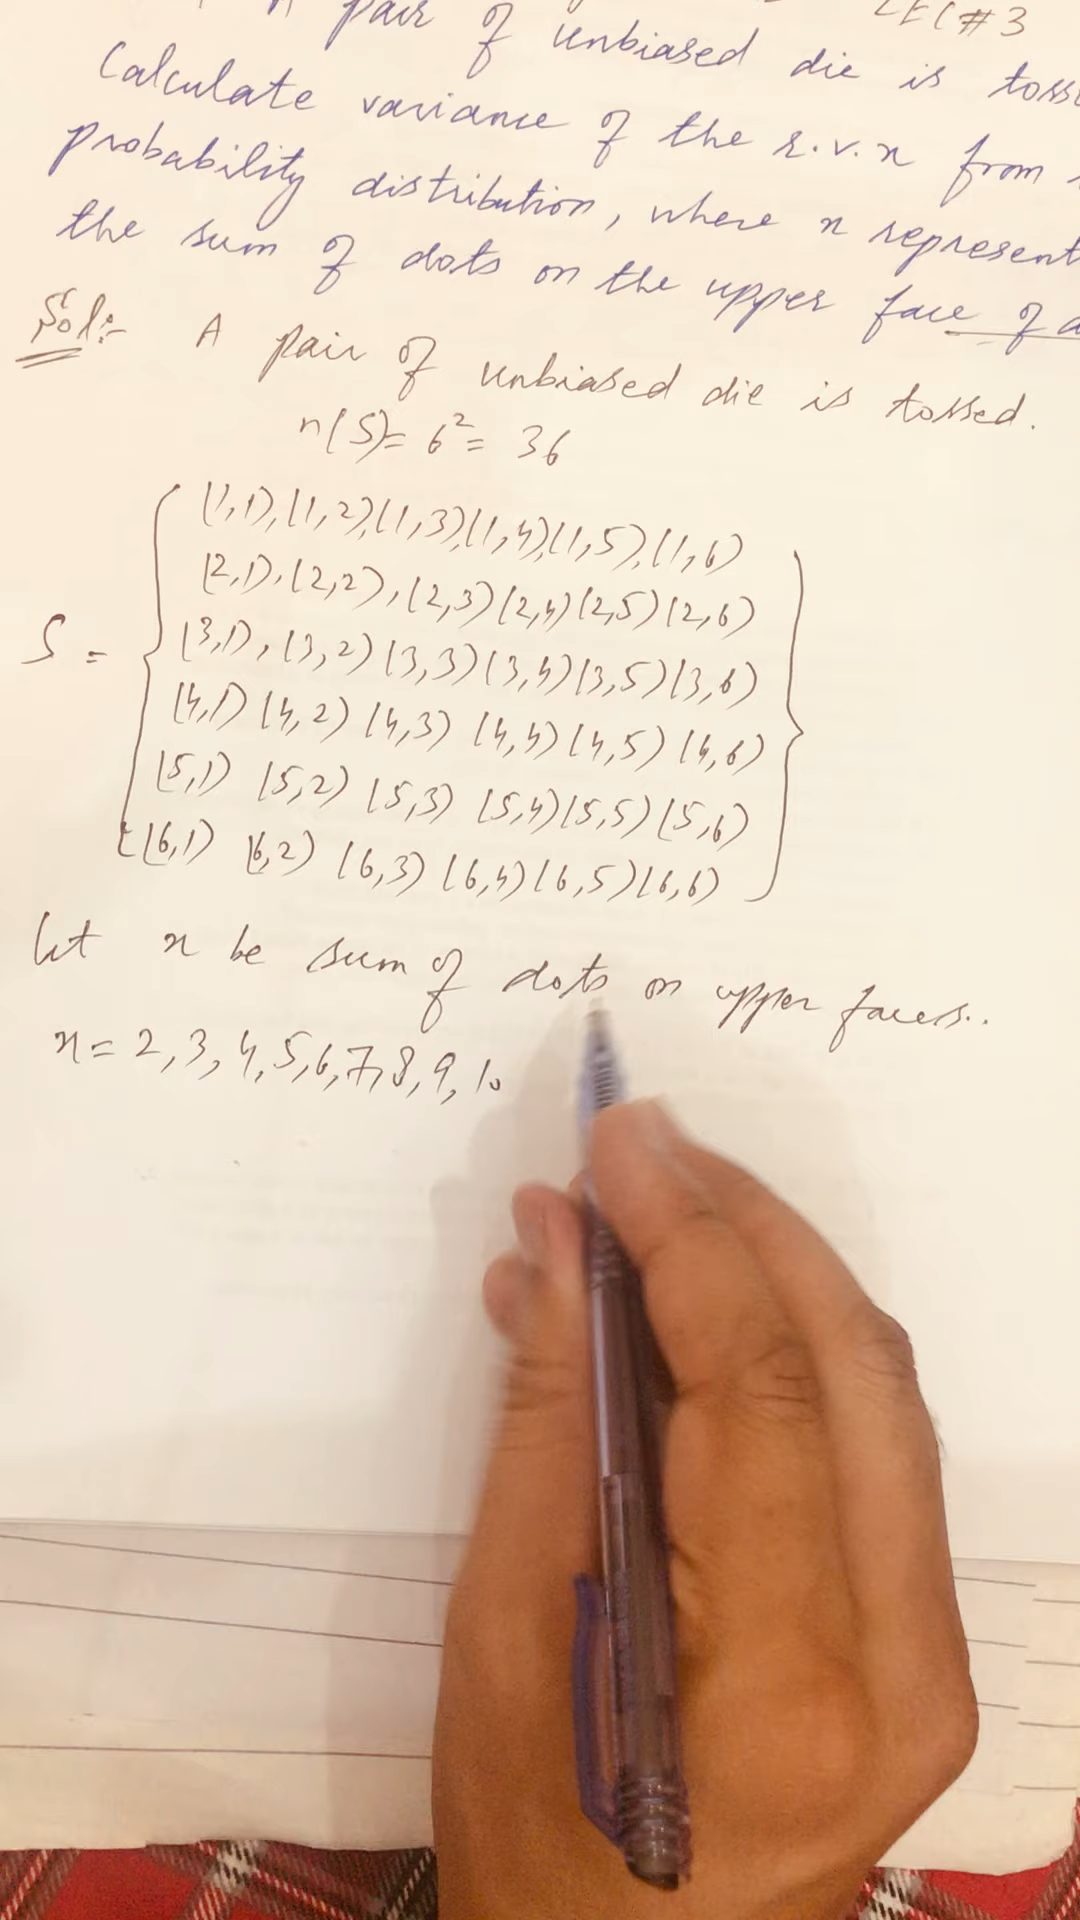 A pair of unbiased die is toss
LEC#3
Calculate variance of the r.v.x from
probability distribution, where x represent
the sum of dots on the upper face of a
Sol:- A pair of unbiased die is tossed.
n(S)= 6²= 36
(1,1),(1,2),(1,3),(1,4),(1,5),(1,6)
(2,1),(2,2),(2,3)(2,4)(2,5)(2,6)
S = (3,1),(3,2)(3,3)(3,4)(3,5)(3,6)
(4,1)(4,2)(4,3)(4,4)(4,5)(4,6)
(5,1)(5,2)(5,3)(5,4)(5,5)(5,6)
(6,1)(6,2)(6,3)(6,4)(6,5)(6,6)
let x be sum of dots on upper faces..
x= 2,3,4,5,6,7,8,9,10